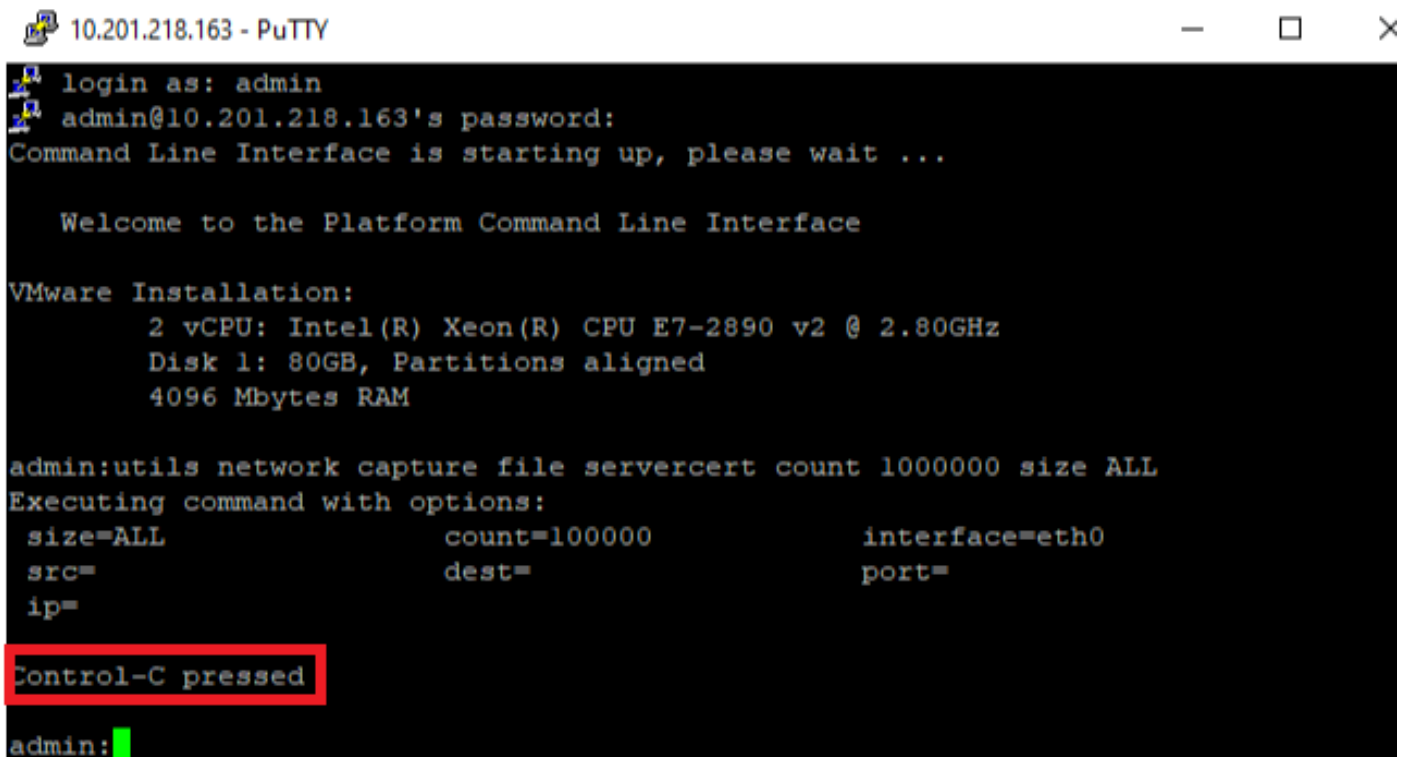 10.201.218.163 - PuTTY
login as: admin
admin@10.201.218.163's password:
Command Line Interface is starting up, please wait ...
Welcome to the Platform Command Line Interface
VMware Installation:
2 vCPU: Intel(R) Xeon(R) CPU E7-2890 v2 @ 2.80GHz
Disk 1: 80GB, Partitions aligned
4096 Mbytes RAM
admin:utils network capture file servercert count 1000000 size ALL
Executing command with options:
size=ALL count=100000 interface=eth0
src= dest= port=
ip=
Control-C pressed
admin: